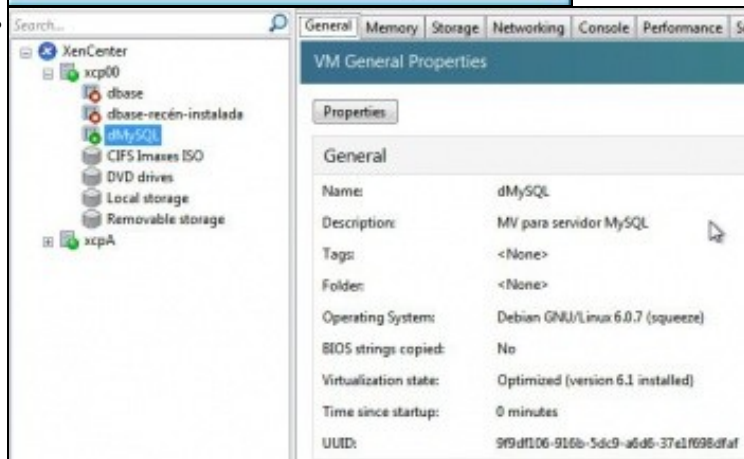 Search...
XenCenter
xcp00
dbase
dbase-recén-instalada
dMySQL
CIFS Imaxes ISO
DVD drives
Local storage
Removable storage
xcpA
General Memory Storage Networking Console Performance
VM General Properties
Properties
General
Name: dMySQL
Description: MV para servidor MySQL
Tags: <None>
Folder: <None>
Operating System: Debian GNU/Linux 6.0.7 (squeeze)
BIOS strings copied: No
Virtualization state: Optimized (version 6.1 installed)
Time since startup: 0 minutes
UUID: 9f9df106-916b-5dc9-a6d6-37e1f698dfaf